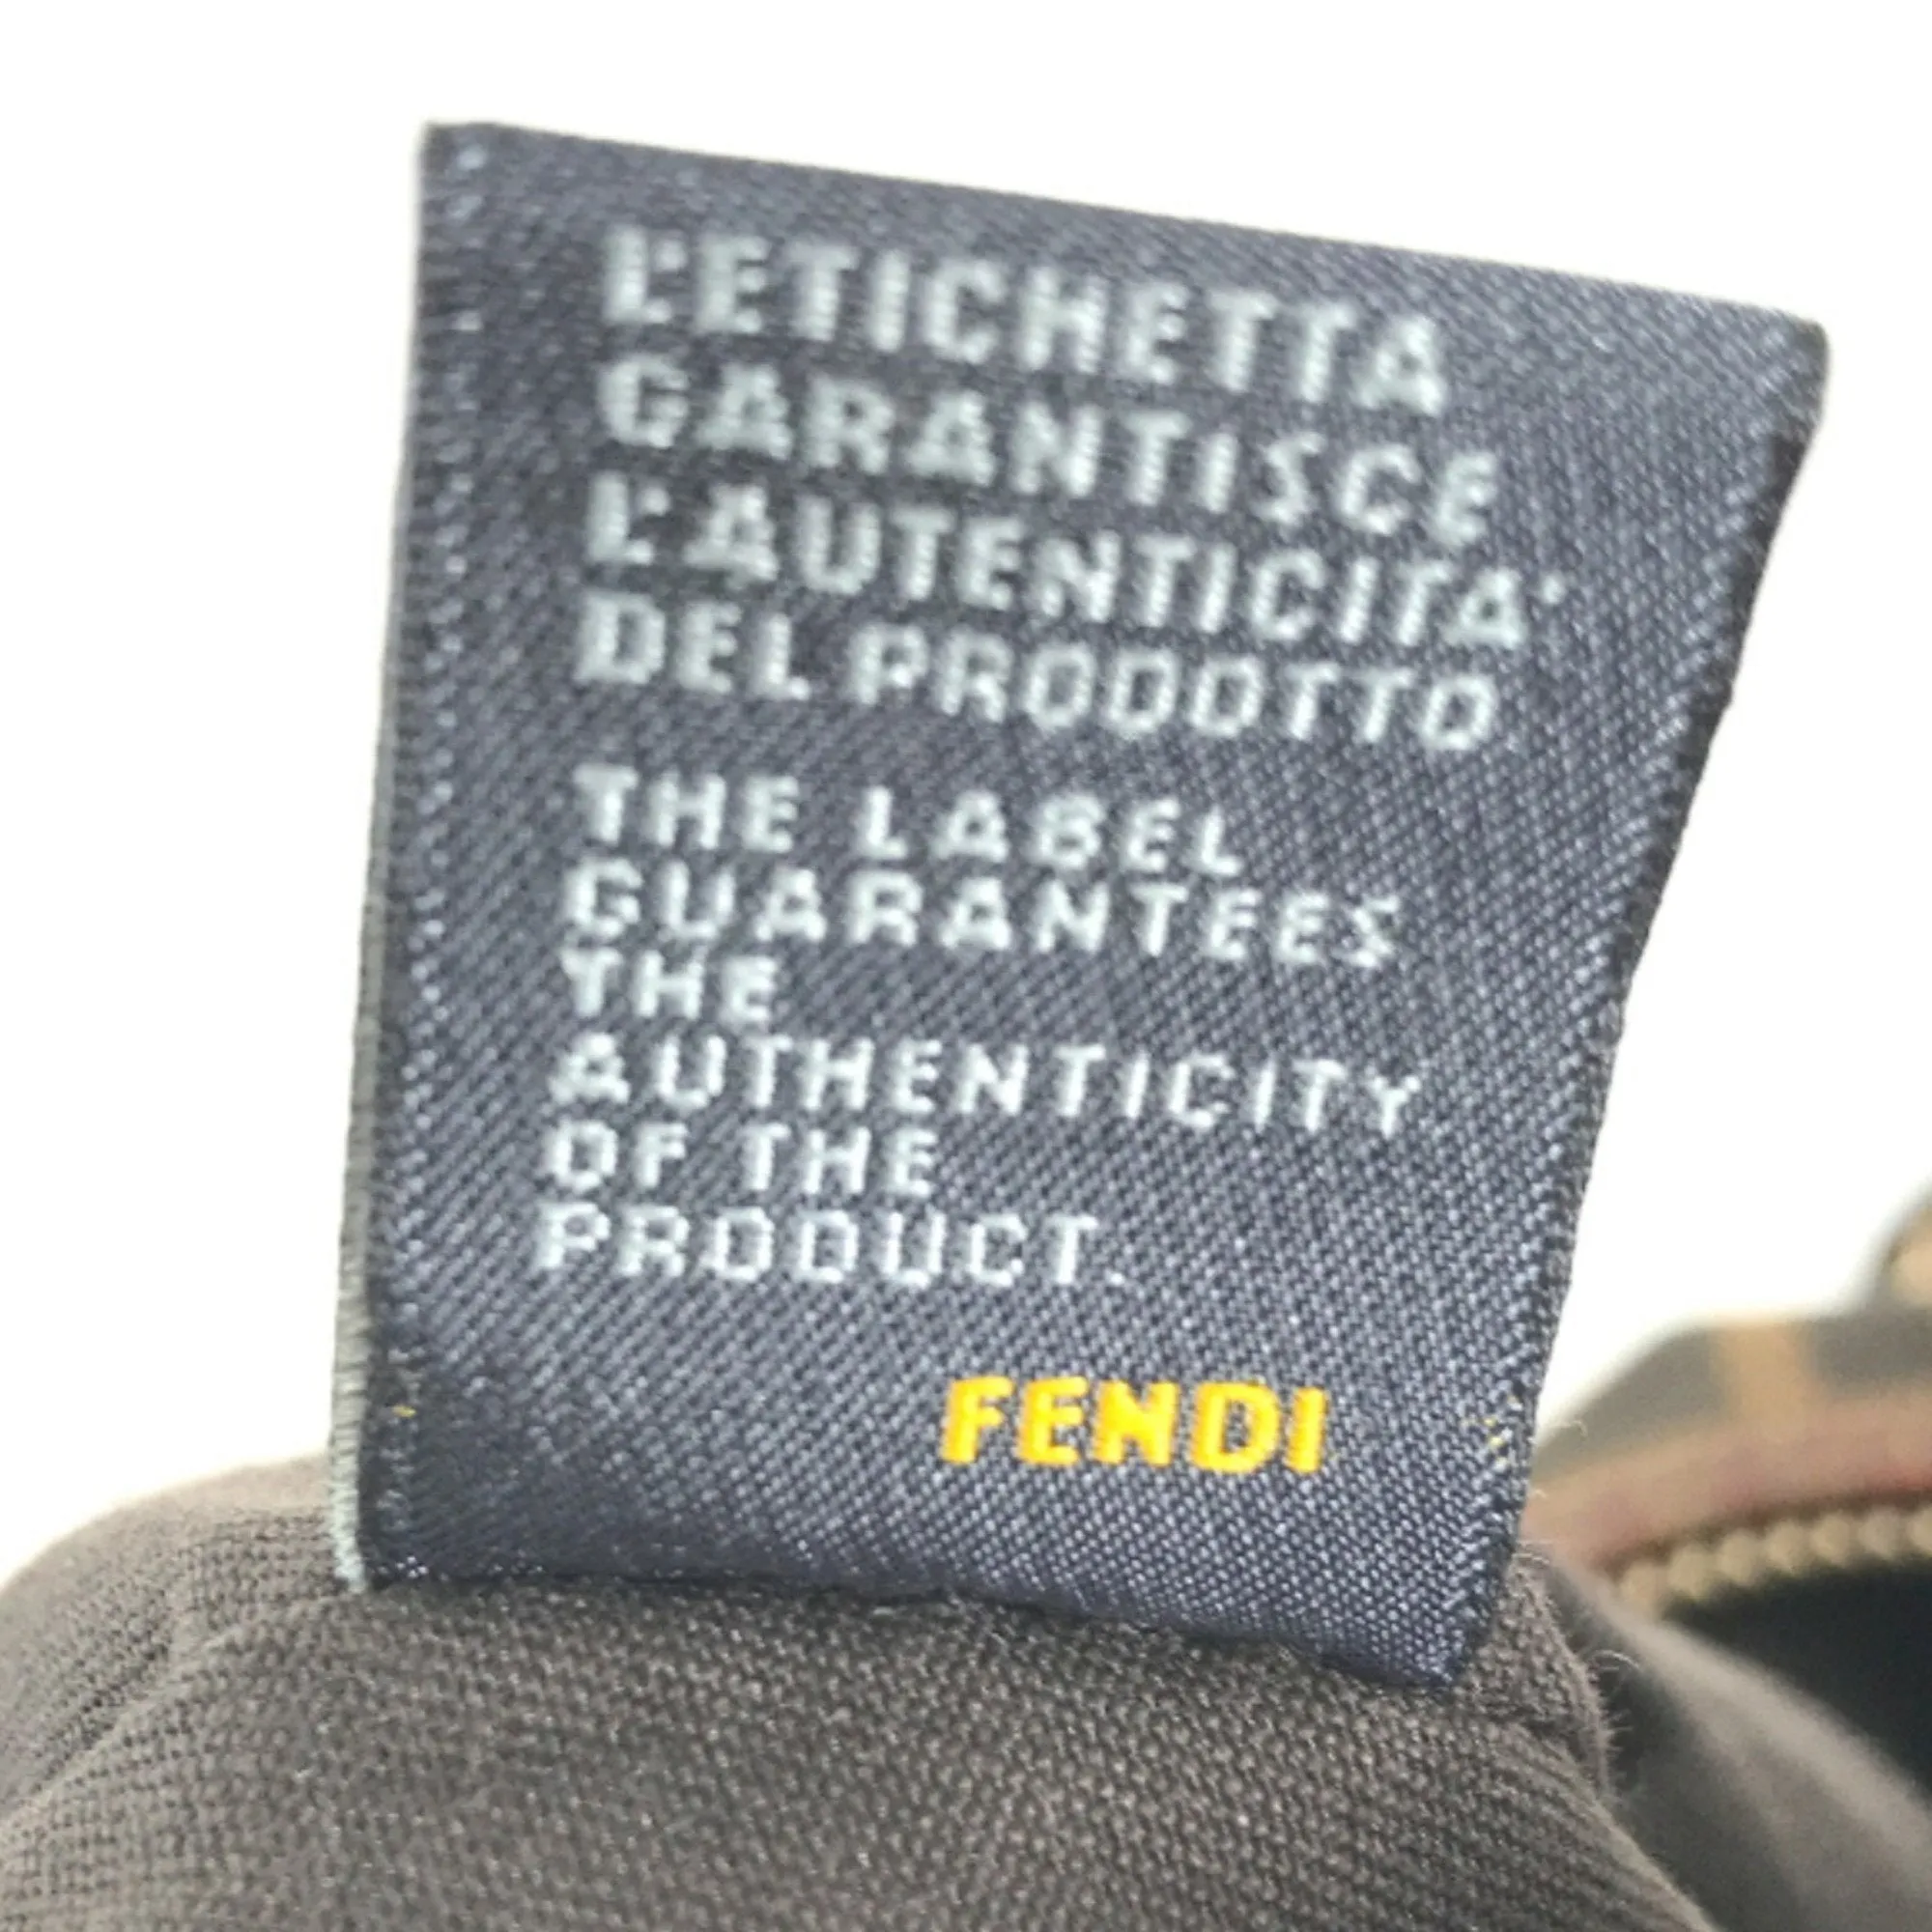 L'ETICHETTA
GARANTISCE
L'AUTENTICITA'
DEL PRODOTTO
THE LABEL
GUARANTEES
THE
AUTHENTICITY
OF THE
PRODUCT.
FENDI